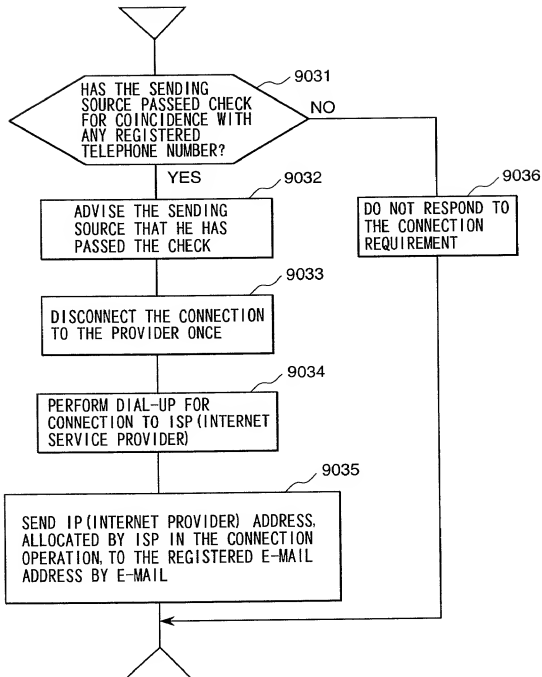 9031
HAS THE SENDING
SOURCE PASSEED CHECK
FOR COINCIDENCE WITH
ANY REGISTERED
TELEPHONE NUMBER?
NO
YES
9032
ADVISE THE SENDING
SOURCE THAT HE HAS
PASSED THE CHECK
9036
DO NOT RESPOND TO
THE CONNECTION
REQUIREMENT
9033
DISCONNECT THE CONNECTION
TO THE PROVIDER ONCE
9034
PERFORM DIAL-UP FOR
CONNECTION TO ISP(INTERNET
SERVICE PROVIDER)
9035
SEND IP(INTERNET PROVIDER) ADDRESS,
ALLOCATED BY ISP IN THE CONNECTION
OPERATION, TO THE REGISTERED E-MAIL
ADDRESS BY E-MAIL